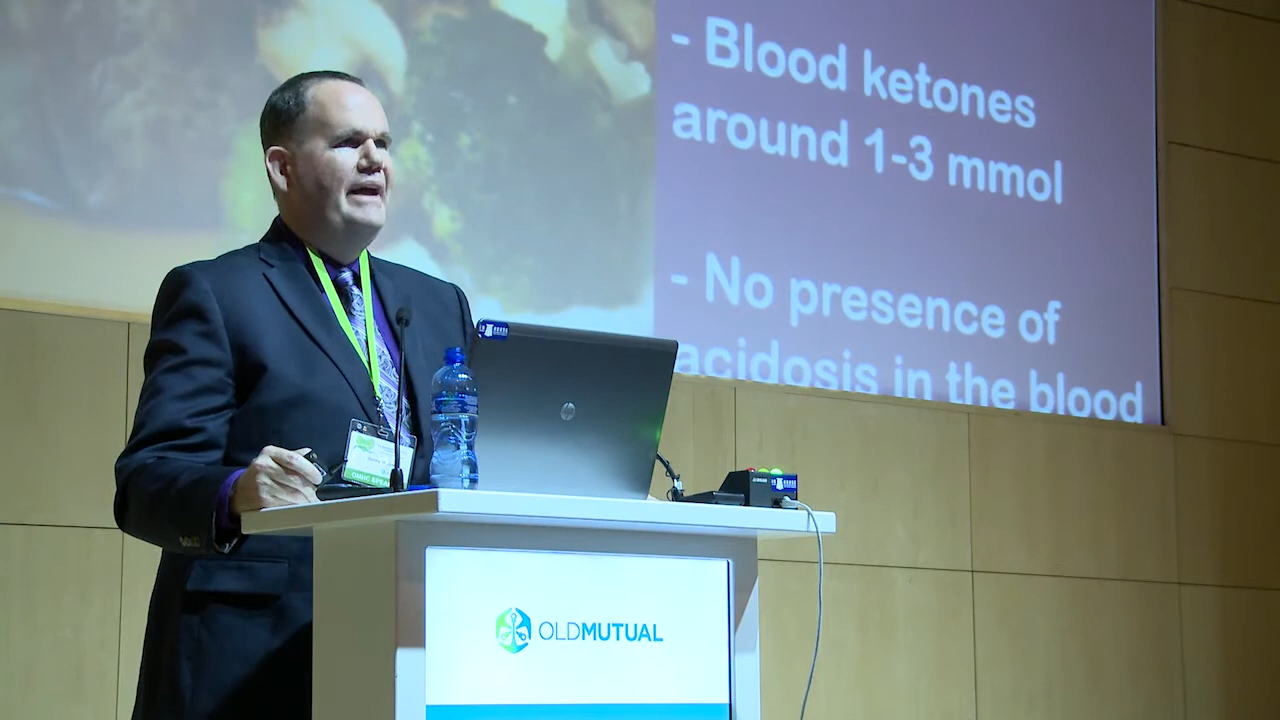 - Blood ketones
around 1-3 mmol
- No presence of
acidosis in the blood
OLDMUTUAL